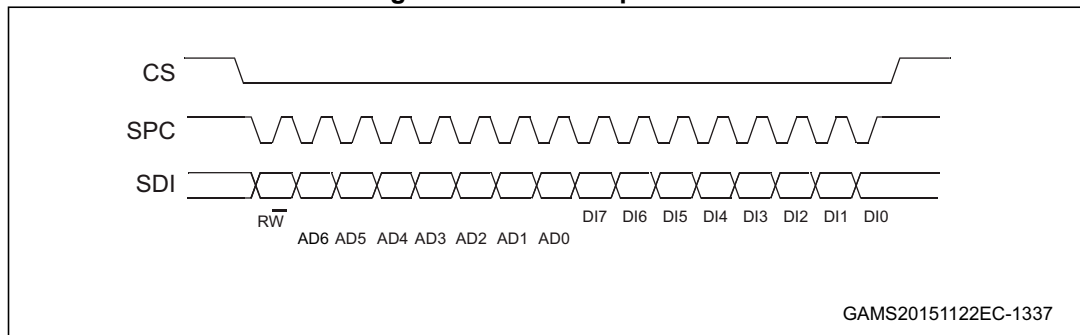 CS
SPC
SDI
RW̅
DI7 DI6 DI5 DI4 DI3 DI2 DI1 DI0
AD6 AD5 AD4 AD3 AD2 AD1 AD0
GAMS20151122EC-1337